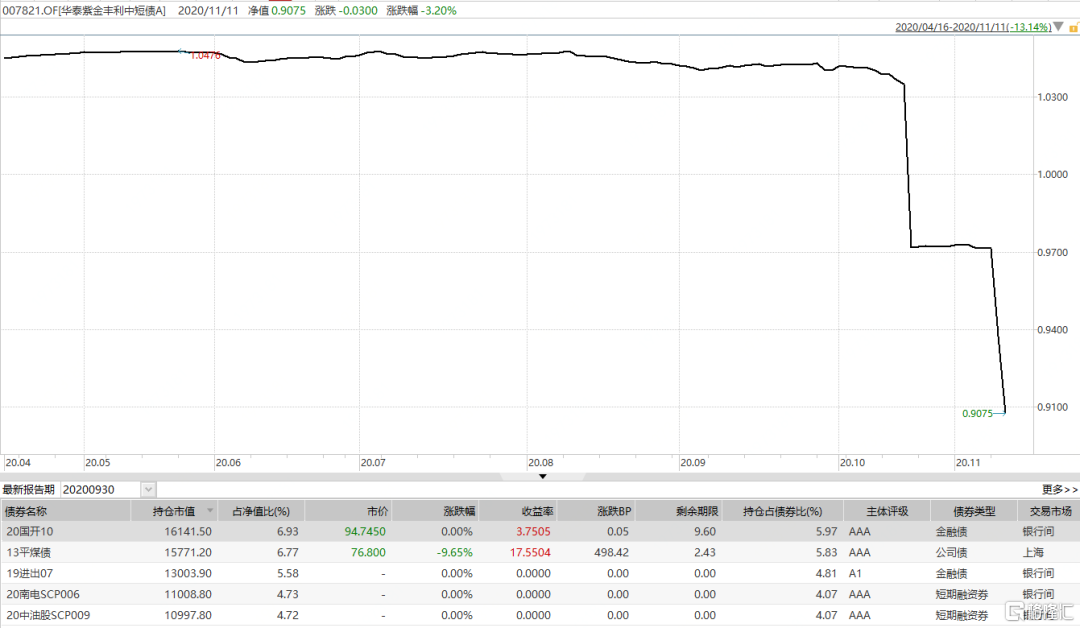 007821.OF[华泰紫金丰利中短债A] 2020/11/11 净值 0.9075 涨跌 -0.0300 涨跌幅 -3.20%
2020/04/16-2020/11/11(-13.14%)
1.0476
1.0300
1.0000
0.9700
0.9400
0.9100
0.9075
20.04 20.05 20.06 20.07 20.08 20.09 20.10 20.11
最新报告期 20200930 更多>>
债券名称 持仓市值 占净值比(%) 市价 涨跌幅 收益率 涨跌BP 剩余期限 持仓占债券比(%) 主体评级 债券类型 交易市场
20国开10 16141.50 6.93 94.7450 0.00% 3.7505 0.05 9.60 5.97 AAA 金融债 银行间
13平煤债 15771.20 6.77 76.800 -9.65% 17.5504 498.42 2.43 5.83 AAA 公司债 上海
19进出07 13003.90 5.58 - 0.00% 0.0000 0.00 0.00 4.81 A1 金融债 银行间
20南电SCP006 11008.80 4.73 - 0.00% 0.0000 0.00 0.00 4.07 AAA 短期融资券 银行间
20中油股SCP009 10997.80 4.72 - 0.00% 0.0000 0.00 0.00 4.07 AAA 短期融资券 银行间
格隆汇